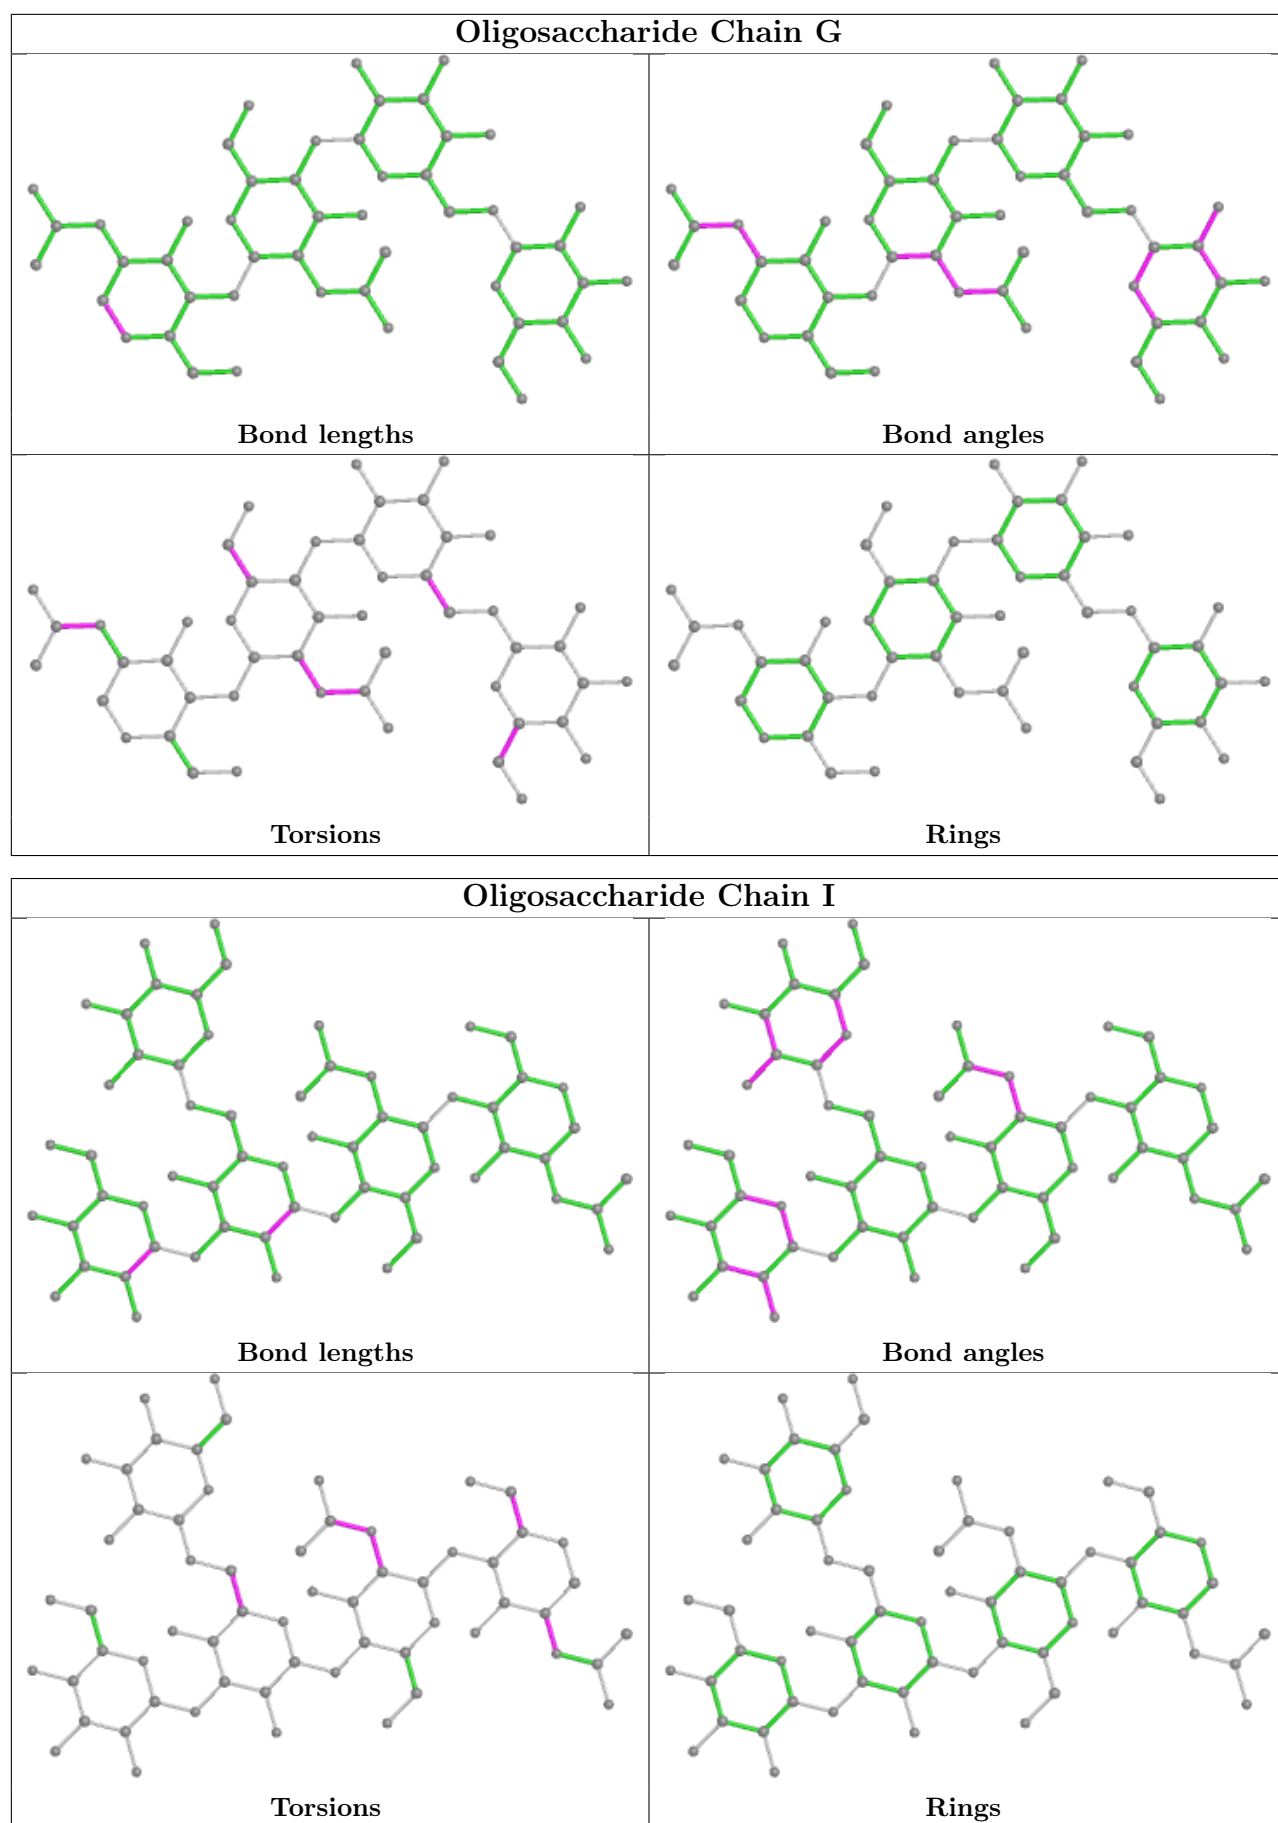 Oligosaccharide Chain G
Bond lengths
Bond angles
Torsions
Rings
Oligosaccharide Chain I
Bond lengths
Bond angles
Torsions
Rings